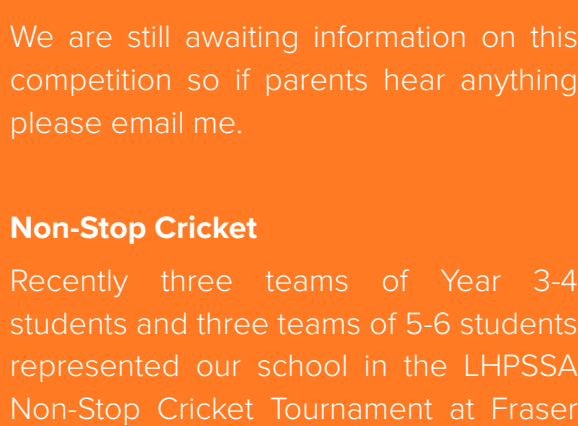 We are still awaiting information on this
competition so if parents hear anything
please email me.
Non-Stop Cricket
Recently three teams of Year 3-4
students and three teams of 5-6 students
represented our school in the LHPSSA
Non-Stop Cricket Tournament at Fraser